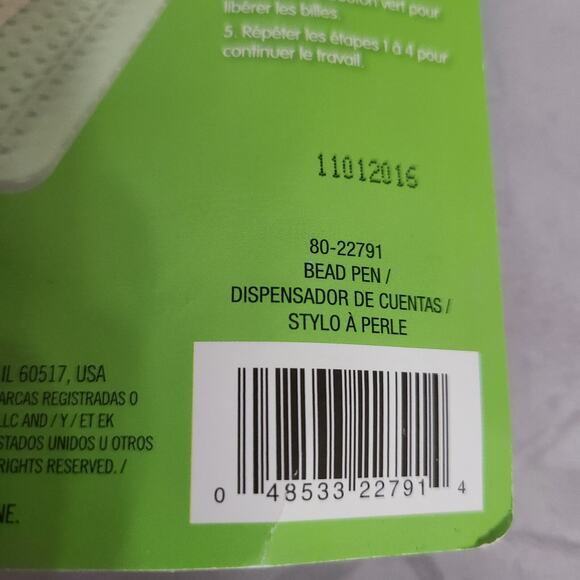 vert pour
libérer les billes.
5. Répéter les étapes 1 à 4 pour
continuer le travail.
11012016
80-22791
BEAD PEN /
DISPENSADOR DE CUENTAS /
STYLO À PERLE
IL 60517, USA
ARCAS REGISTRADAS O
LLC AND / Y / ET EK
STADOS UNIDOS U OTROS
RIGHTS RESERVED. /
NE.
0 48533 22791 4